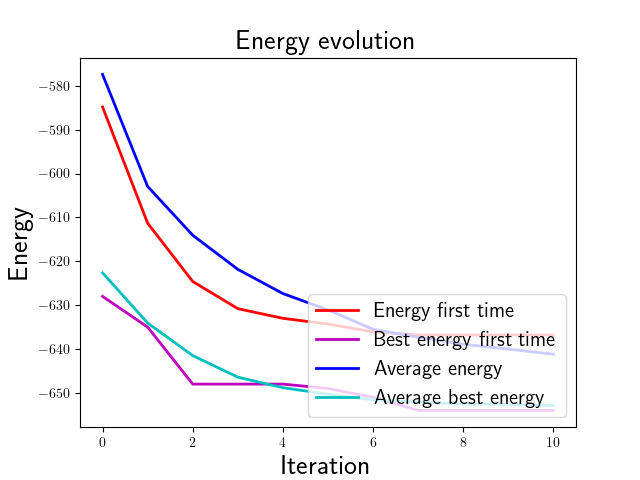 Energy evolution
Energy
−580
−590
−600
−610
−620
−630
−640
−650
Energy first time
Best energy first time
Average energy
Average best energy
0 2 4 6 8 10
Iteration